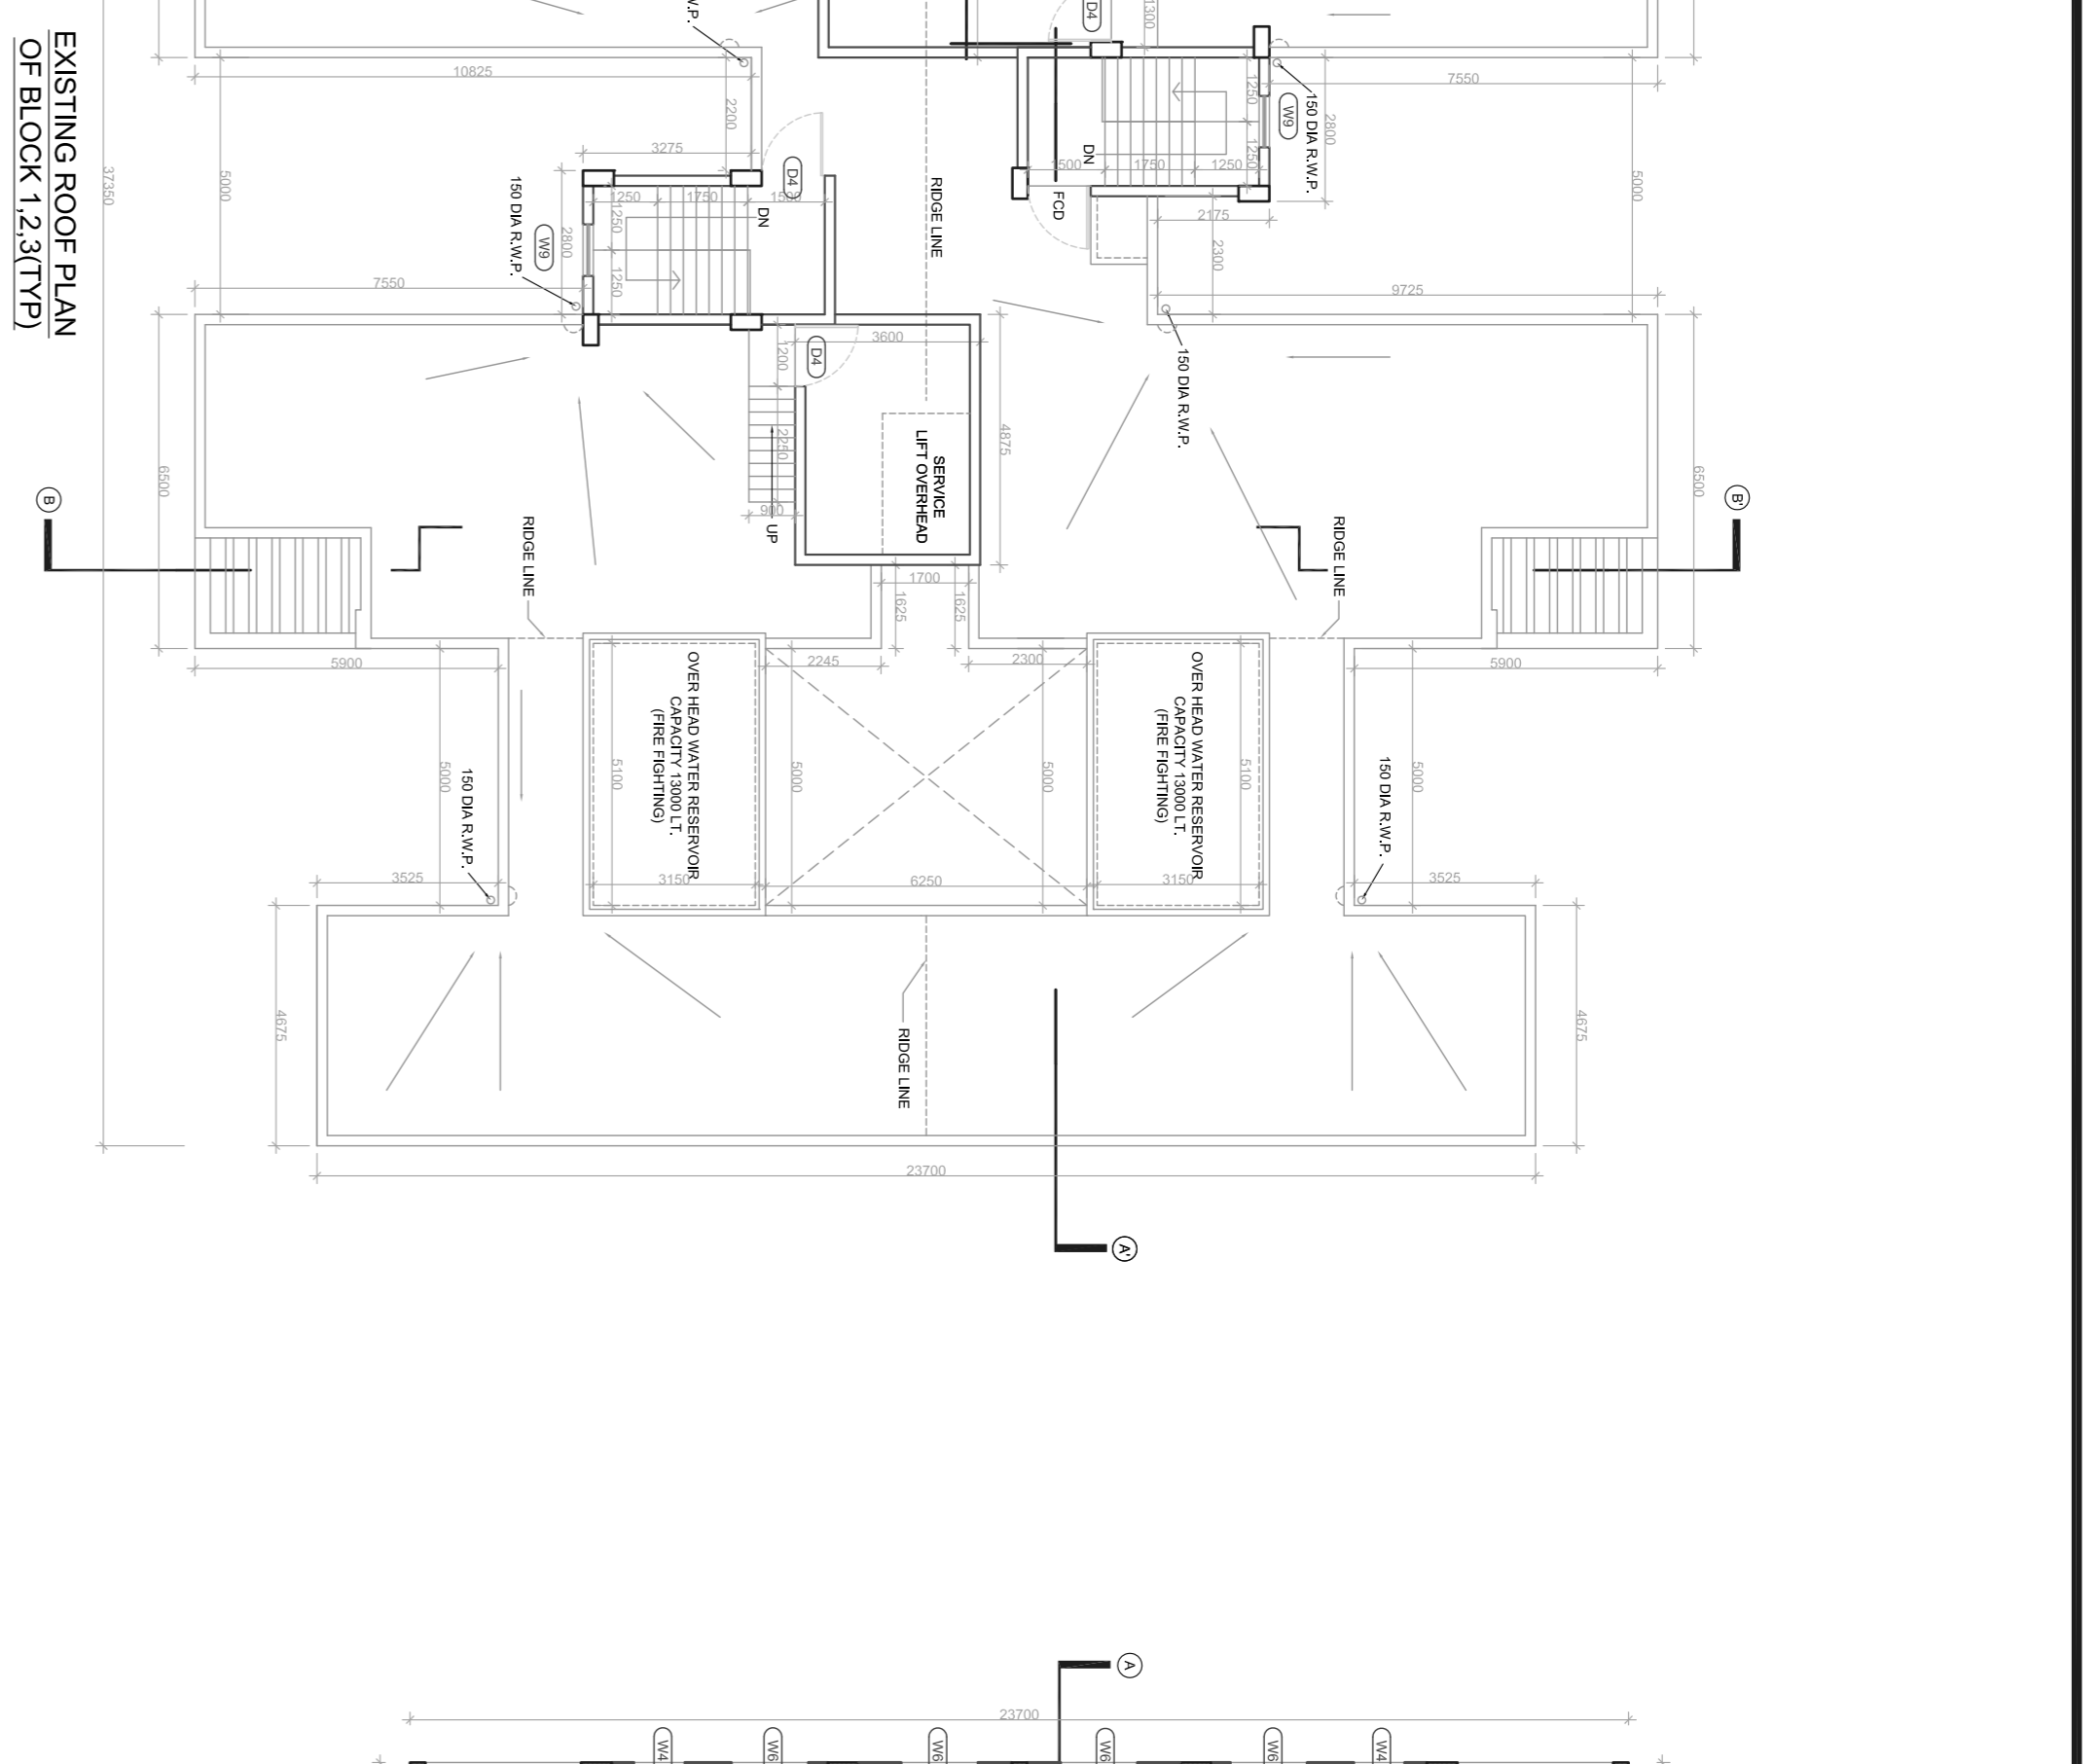 EXISTING ROOF PLAN
OF BLOCK 1,2,3(TYP)
W.P.
D4
1300
10825
7550
2200
1250
W9
150 DIA R.W.P.
2800
3275
DN
1250
1500
1750
1250
37350
5000
5000
D4
150 DIA R.W.P.
1250
1750
1500
1250
DN
RIDGE LINE
FCD
2175
W9
2800
2300
1250
7550
9725
3600
1200
D4
150 DIA R.W.P.
2250
SERVICE
LIFT OVERHEAD
4875
6500
6500
B
B'
900
UP
RIDGE LINE
RIDGE LINE
1700
1625
1625
5900
2245
2300
5900
OVER HEAD WATER RESERVOIR
CAPACITY 13000 LT.
(FIRE FIGHTING)
OVER HEAD WATER RESERVOIR
CAPACITY 13000 LT.
(FIRE FIGHTING)
5000
150 DIA R.W.P.
5100
5000
5000
5100
150 DIA R.W.P.
5000
3525
3150
6250
3150
3525
4675
RIDGE LINE
4675
23700
A'
A
23700
W4
W6
W6
W6
W6
W4